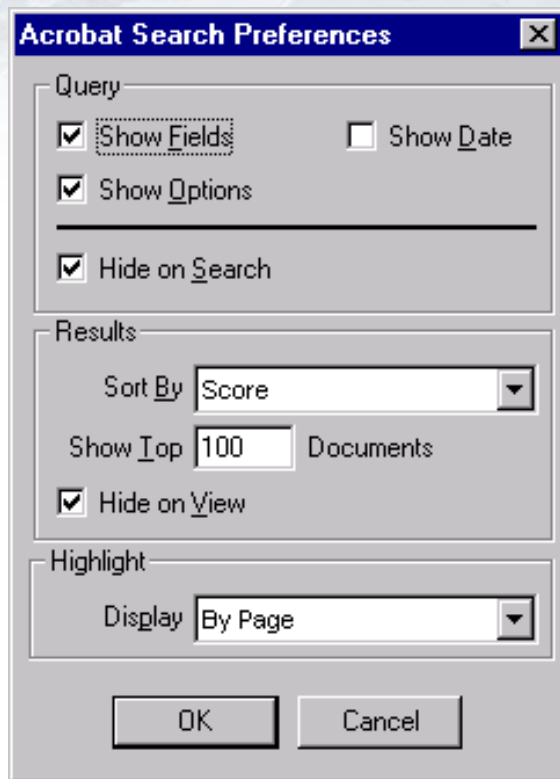 Acrobat Search Preferences
Query
Show Fields Show Date
Show Options
Hide on Search
Results
Sort By Score
Show Top 100 Documents
Hide on View
Highlight
Display By Page
OK Cancel